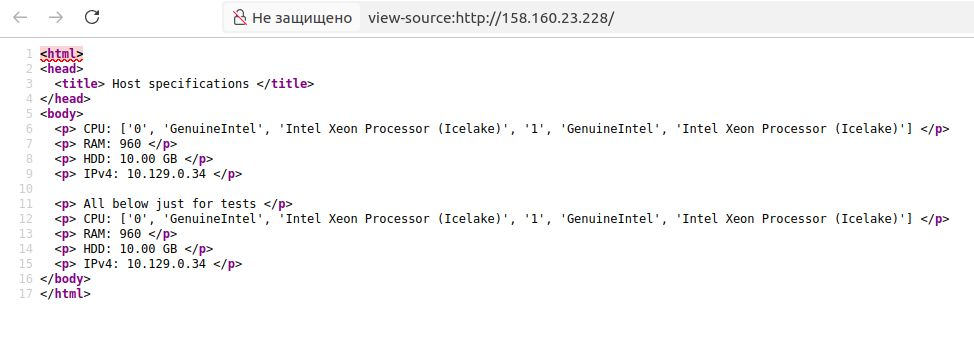 Не защищено view-source:http://158.160.23.228/
1 <html>
2 <head>
3   <title> Host specifications </title>
4 </head>
5 <body>
6   <p> CPU: ['0', 'GenuineIntel', 'Intel Xeon Processor (Icelake)', '1', 'GenuineIntel', 'Intel Xeon Processor (Icelake)'] </p>
7   <p> RAM: 960 </p>
8   <p> HDD: 10.00 GB </p>
9   <p> IPv4: 10.129.0.34 </p>
10
11   <p> All below just for tests </p>
12   <p> CPU: ['0', 'GenuineIntel', 'Intel Xeon Processor (Icelake)', '1', 'GenuineIntel', 'Intel Xeon Processor (Icelake)'] </p>
13   <p> RAM: 960 </p>
14   <p> HDD: 10.00 GB </p>
15   <p> IPv4: 10.129.0.34 </p>
16 </body>
17 </html>